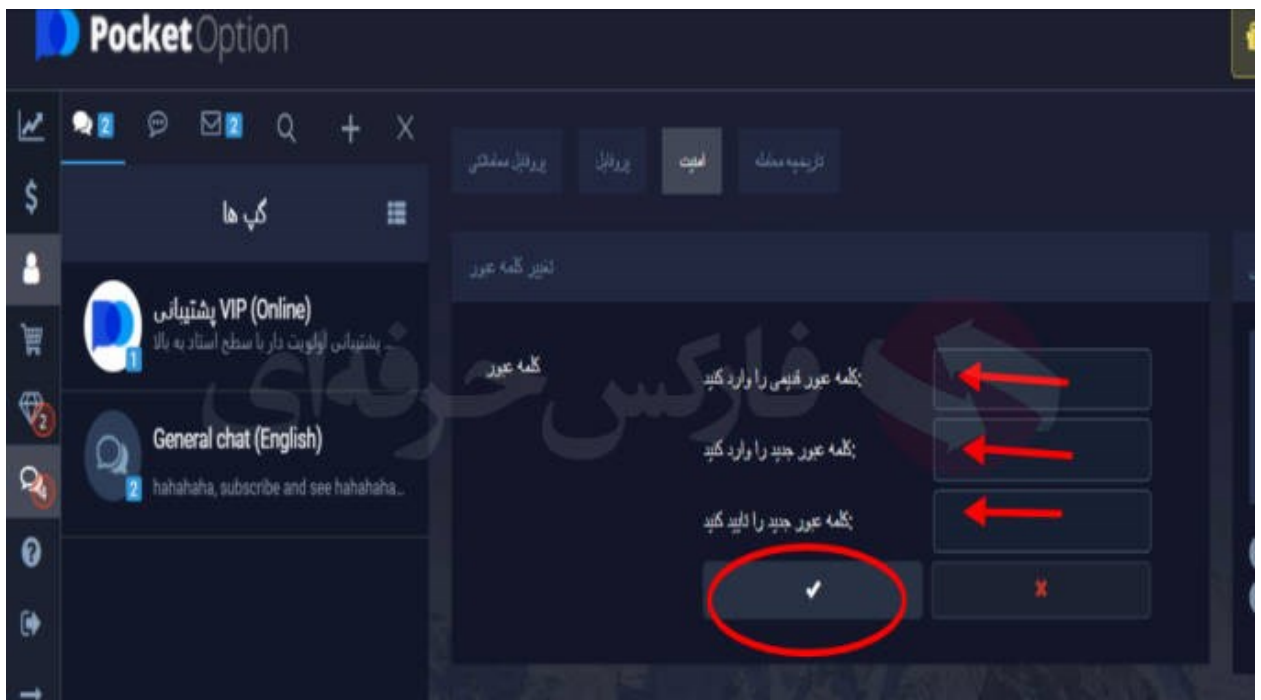 Pocket Option
2
2
پروفایل معاملاتی
پروفایل
امنیت
تاریخچه معامله
گپ ها
تغییر کلمه عبور
پشتیبانی VIP (Online)
پشتیبانی اولویت دار با سطح استاد به بالا ...
1
کلمه عبور
کلمه عبور قدیمی را وارد کنید:
فارکس حرفه‌ای
2
General chat (English)
کلمه عبور جدید را وارد کنید:
hahahaha, subscribe and see hahahaha...
2
4
کلمه عبور جدید را تایید کنید: